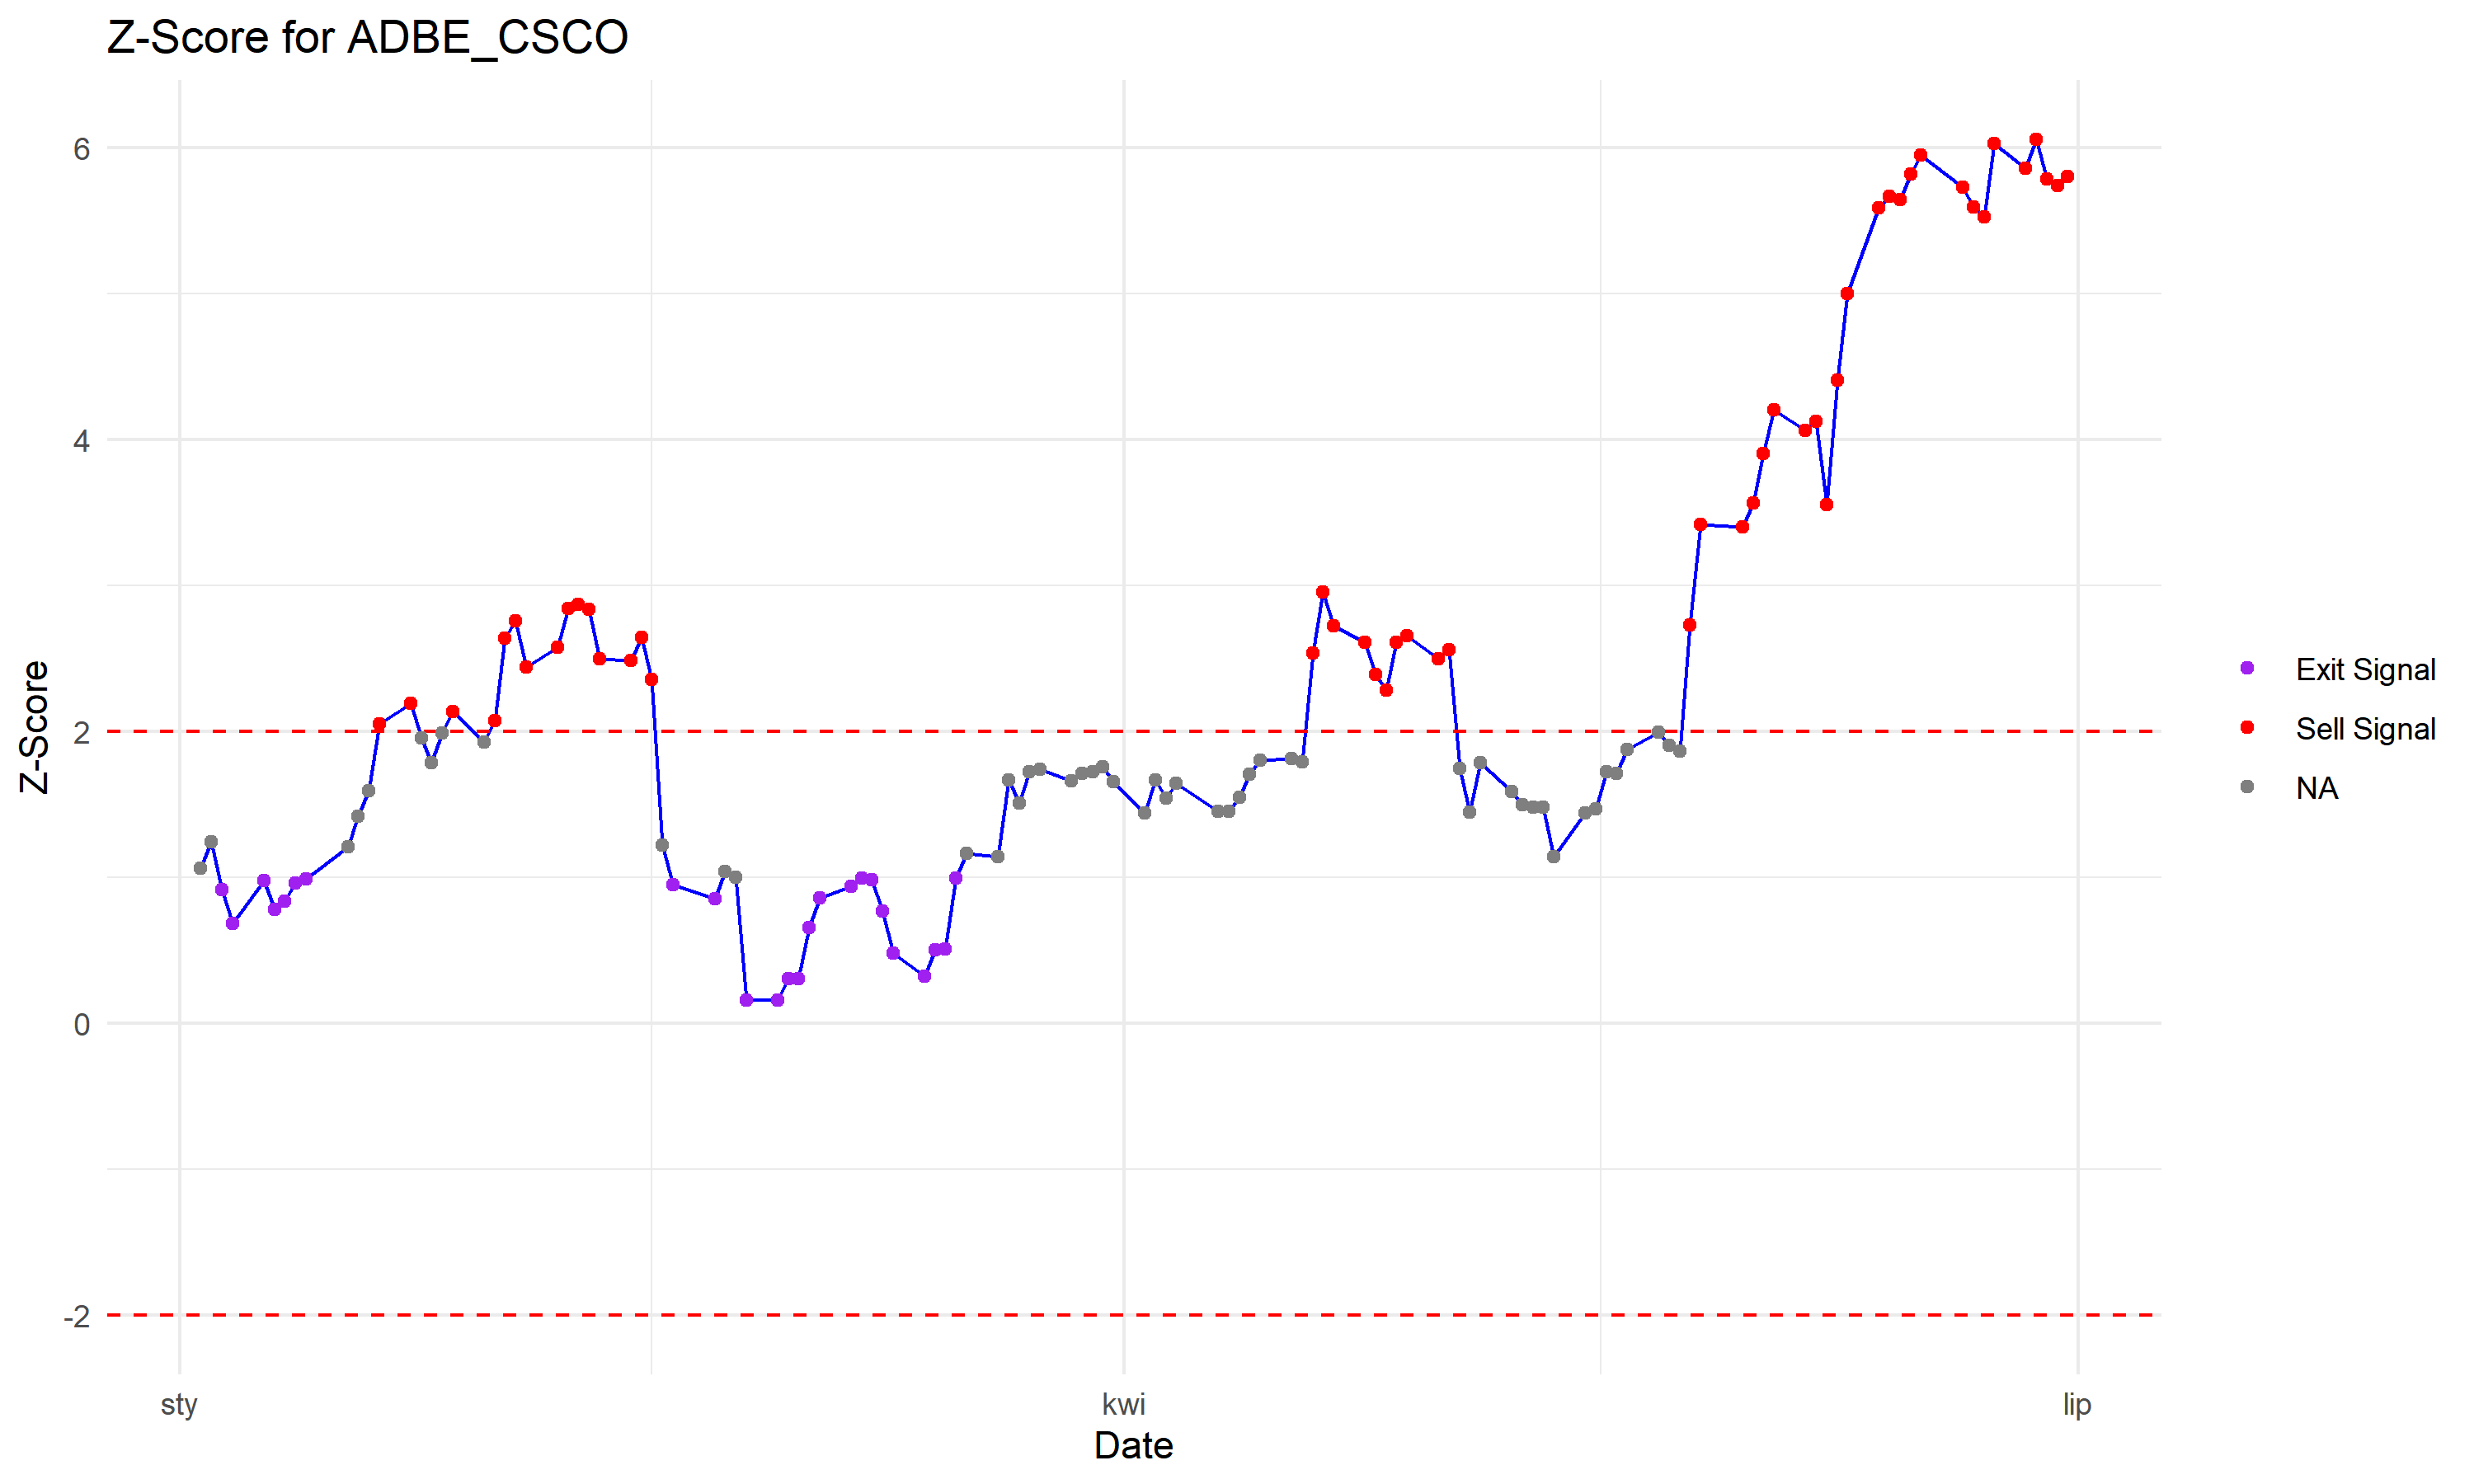 Z-Score for ADBE_CSCO
6
4
2
0
-2
Z-Score
sty
kwi
lip
Date
Exit Signal
Sell Signal
NA